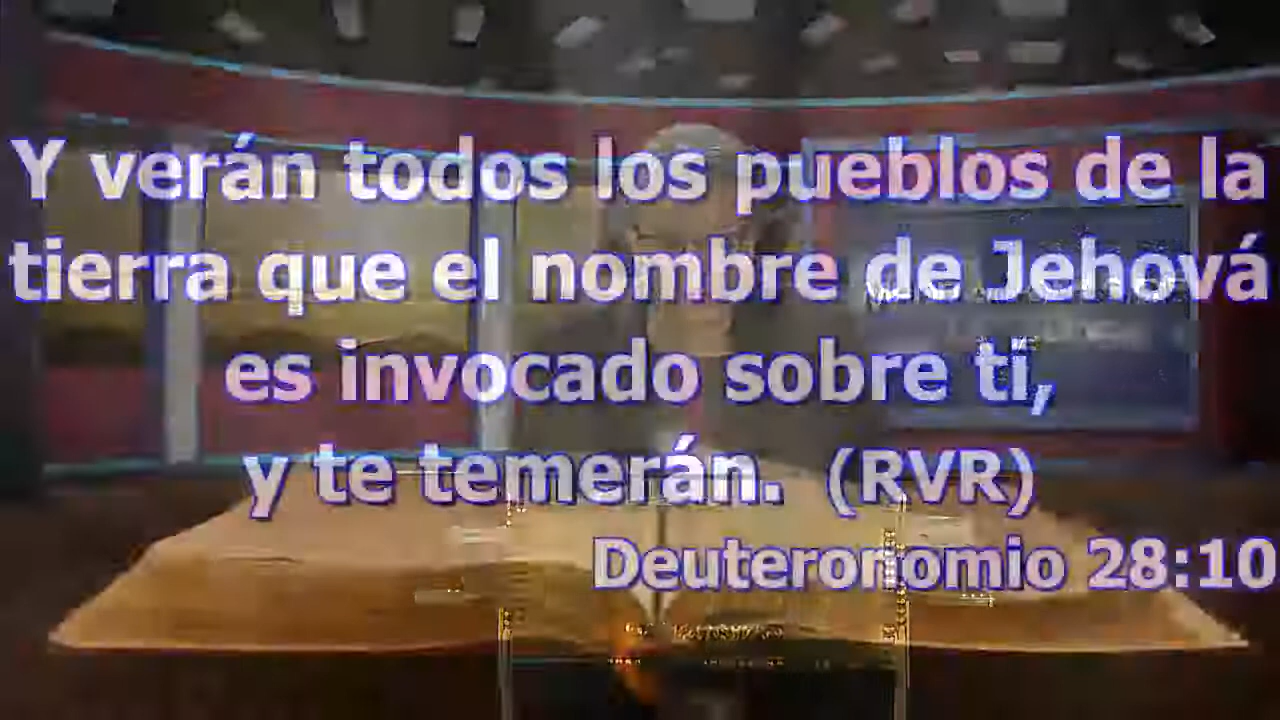 Y verán todos los pueblos de la
tierra que el nombre de Jehová
es invocado sobre ti,
y te temerán. (RVR)
Deuteronomio 28:10